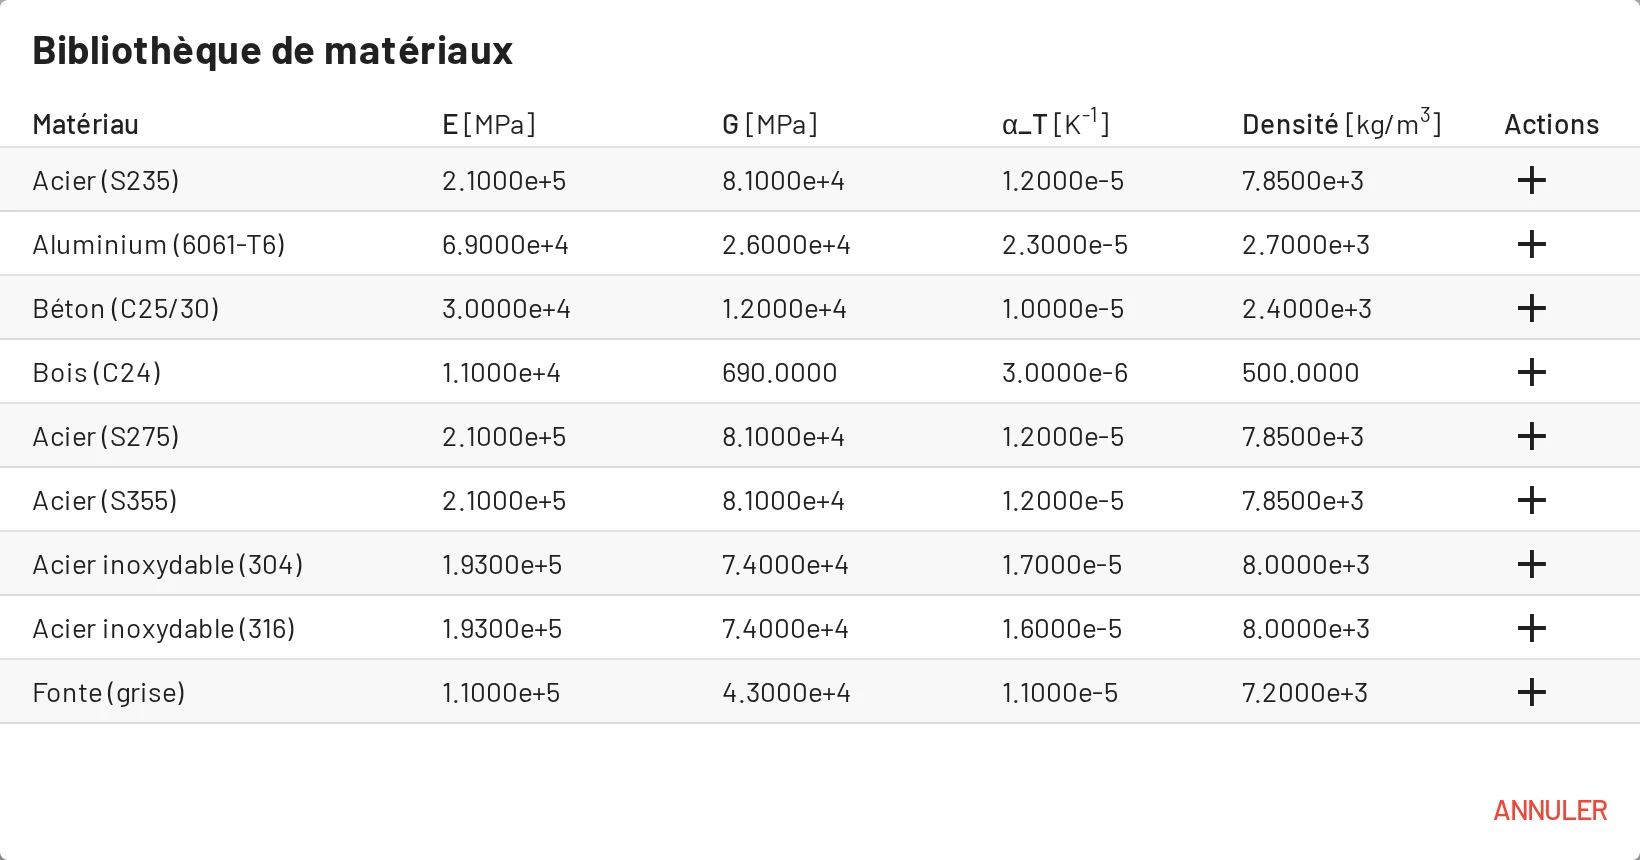 Bibliothèque de matériaux
Matériau E [MPa] G [MPa] α_T [K⁻¹] Densité [kg/m³] Actions
Acier (S235) 2.1000e+5 8.1000e+4 1.2000e-5 7.8500e+3 +
Aluminium (6061-T6) 6.9000e+4 2.6000e+4 2.3000e-5 2.7000e+3 +
Béton (C25/30) 3.0000e+4 1.2000e+4 1.0000e-5 2.4000e+3 +
Bois (C24) 1.1000e+4 690.0000 3.0000e-6 500.0000 +
Acier (S275) 2.1000e+5 8.1000e+4 1.2000e-5 7.8500e+3 +
Acier (S355) 2.1000e+5 8.1000e+4 1.2000e-5 7.8500e+3 +
Acier inoxydable (304) 1.9300e+5 7.4000e+4 1.7000e-5 8.0000e+3 +
Acier inoxydable (316) 1.9300e+5 7.4000e+4 1.6000e-5 8.0000e+3 +
Fonte (grise) 1.1000e+5 4.3000e+4 1.1000e-5 7.2000e+3 +
ANNULER